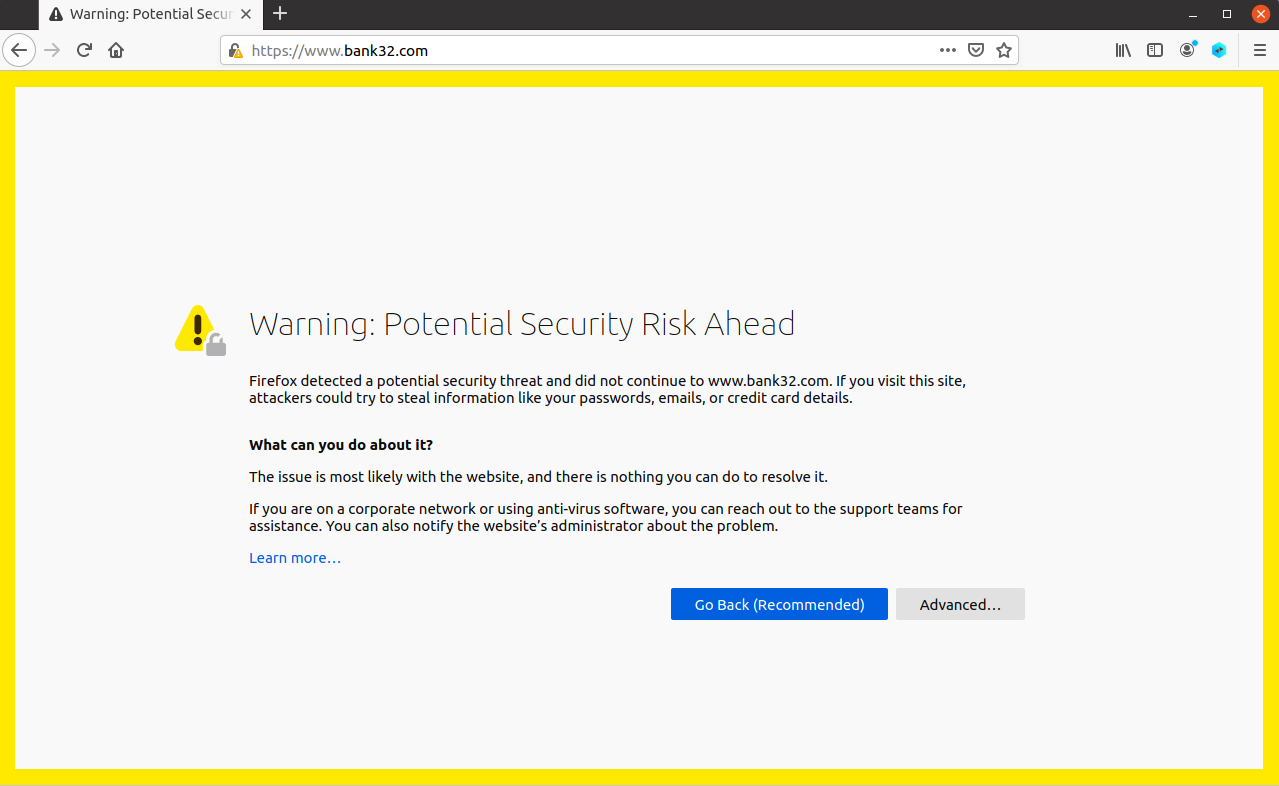 Warning: Potential Secur
https://www.bank32.com
Warning: Potential Security Risk Ahead
Firefox detected a potential security threat and did not continue to www.bank32.com. If you visit this site,
attackers could try to steal information like your passwords, emails, or credit card details.
What can you do about it?
The issue is most likely with the website, and there is nothing you can do to resolve it.
If you are on a corporate network or using anti-virus software, you can reach out to the support teams for
assistance. You can also notify the website’s administrator about the problem.
Learn more…
Go Back (Recommended)
Advanced…